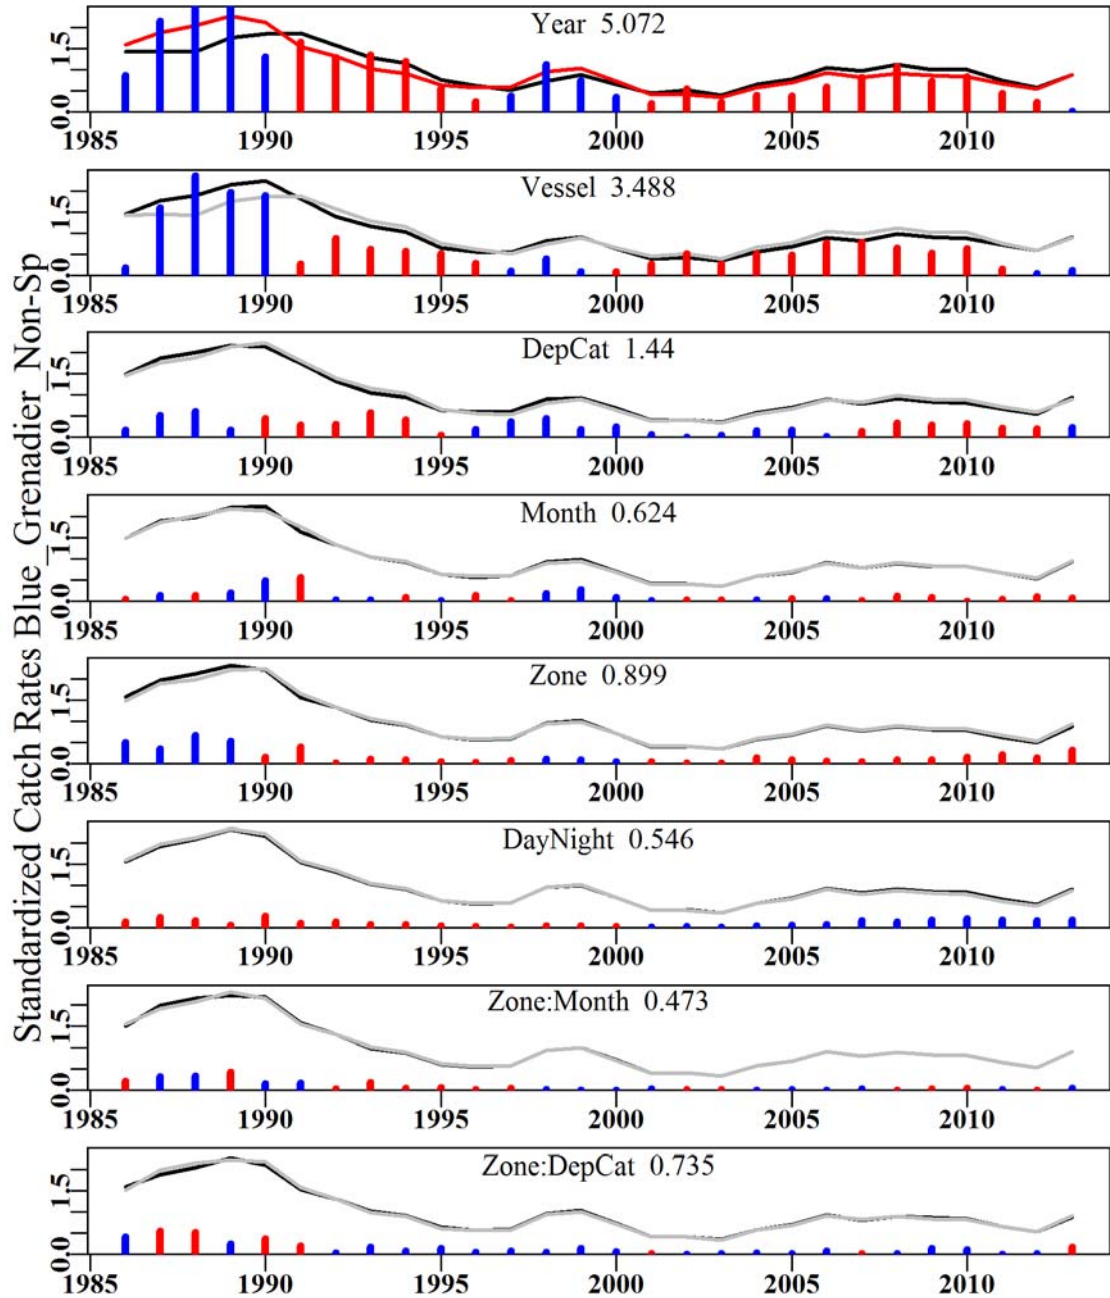 Standardized Catch Rates Blue_Grenadier_Non-Sp
Year 5.072
0.0 1.5
1985 1990 1995 2000 2005 2010
Vessel 3.488
0.0 1.5
1985 1990 1995 2000 2005 2010
DepCat 1.44
0.0 1.5
1985 1990 1995 2000 2005 2010
Month 0.624
0.0 1.5
1985 1990 1995 2000 2005 2010
Zone 0.899
0.0 1.5
1985 1990 1995 2000 2005 2010
DayNight 0.546
0.0 1.5
1985 1990 1995 2000 2005 2010
Zone:Month 0.473
0.0 1.5
1985 1990 1995 2000 2005 2010
Zone:DepCat 0.735
0.0 1.5
1985 1990 1995 2000 2005 2010